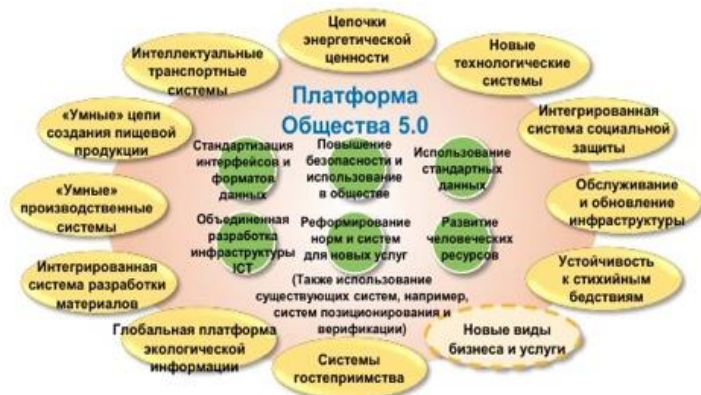 Цепочки
энергетической
ценности
Новые
технологические
системы
Интегрированная
система социальной
защиты
Обслуживание
и обновление
инфраструктуры
Устойчивость
к стихийным
бедствиям
Новые виды
бизнеса и услуги
Системы
гостеприимства
Глобальная платформа
экологической
информации
Интегрированная
система разработки
материалов
«Умные»
производственные
системы
«Умные» цепи
создания пищевой
продукции
Интеллектуальные
транспортные
системы
Платформа
Общества 5.0
Стандартизация
интерфейсов и
форматов
данных
Повышение
безопасности и
использование
в обществе
Использование
стандартных
данных
Объединенная
разработка
инфраструктуры
ICT
Реформирование
норм и систем
для новых услуг
Развитие
человеческих
ресурсов
(Также использование
существующих систем, например,
систем позиционирования и
верификации)